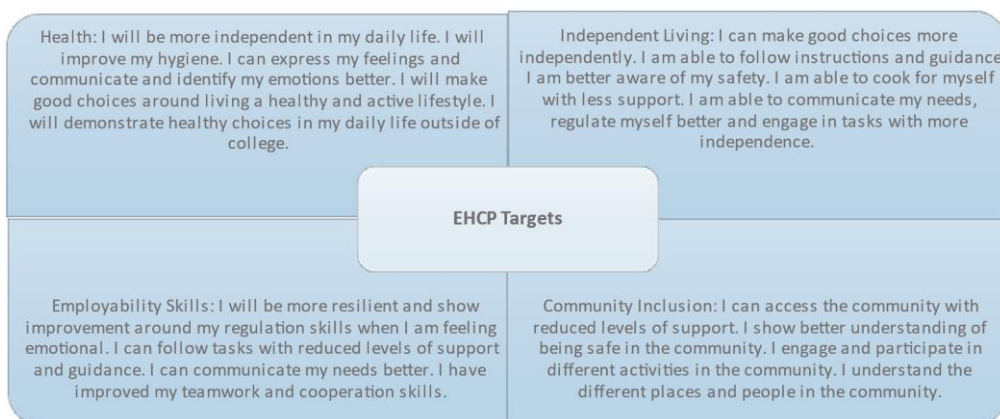 Health: I will be more independent in my daily life. I will
improve my hygiene. I can express my feelings and
communicate and identify my emotions better. I will make
good choices around living a healthy and active lifestyle. I
will demonstrate healthy choices in my daily life outside of
college.
Independent Living: I can make good choices more
independently. I am able to follow instructions and guidance
I am better aware of my safety. I am able to cook for myself
with less support. I am able to communicate my needs,
regulate myself better and engage in tasks with more
independence.
EHCP Targets
Employability Skills: I will be more resilient and show
improvement around my regulation skills when I am feeling
emotional. I can follow tasks with reduced levels of support
and guidance. I can communicate my needs better. I have
improved my teamwork and cooperation skills.
Community Inclusion: I can access the community with
reduced levels of support. I show better understanding of
being safe in the community. I engage and participate in
different activities in the community. I understand the
different places and people in the community.